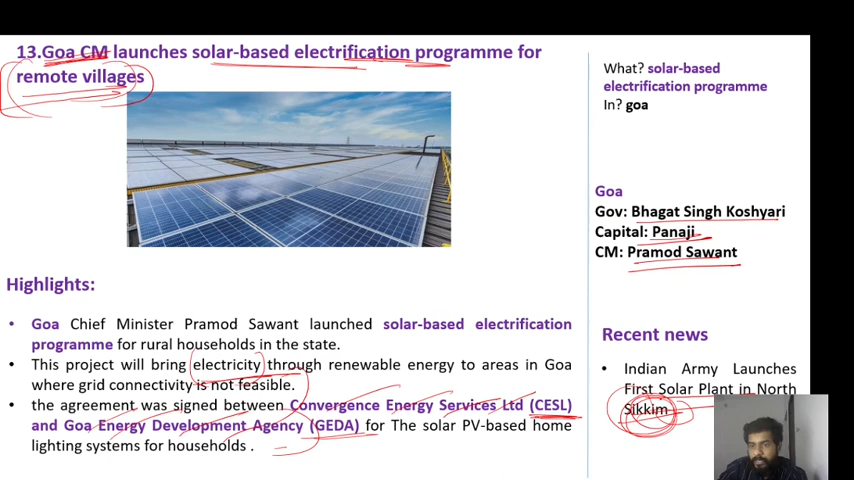 13.Goa CM launches solar-based electrification programme for
remote villages
Highlights:
• Goa Chief Minister Pramod Sawant launched solar-based electrification
programme for rural households in the state.
• This project will bring electricity through renewable energy to areas in Goa
where grid connectivity is not feasible.
• the agreement was signed between Convergence Energy Services Ltd (CESL)
and Goa Energy Development Agency (GEDA) for The solar PV-based home
lighting systems for households .
What? solar-based
electrification programme
In? goa
Goa
Gov: Bhagat Singh Koshyari
Capital: Panaji
CM: Pramod Sawant
Recent news
• Indian Army Launches
First Solar Plant in North
Sikkim